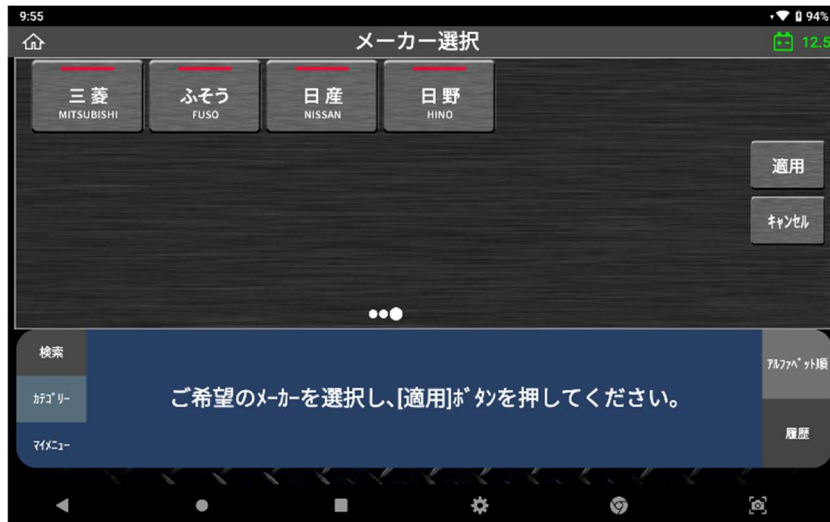 9:55
94%
メーカー選択
12.5
三菱
MITSUBISHI
ふそう
FUSO
日産
NISSAN
日野
HINO
適用
ｷｬﾝｾﾙ
検索
ｶﾃｺﾞﾘｰ
ﾏｲﾒﾆｭｰ
ご希望のﾒｰｶｰを選択し､[適用]ﾎﾞﾀﾝを押してください。
ｱﾙﾌｧﾍﾞｯﾄ順
履歴